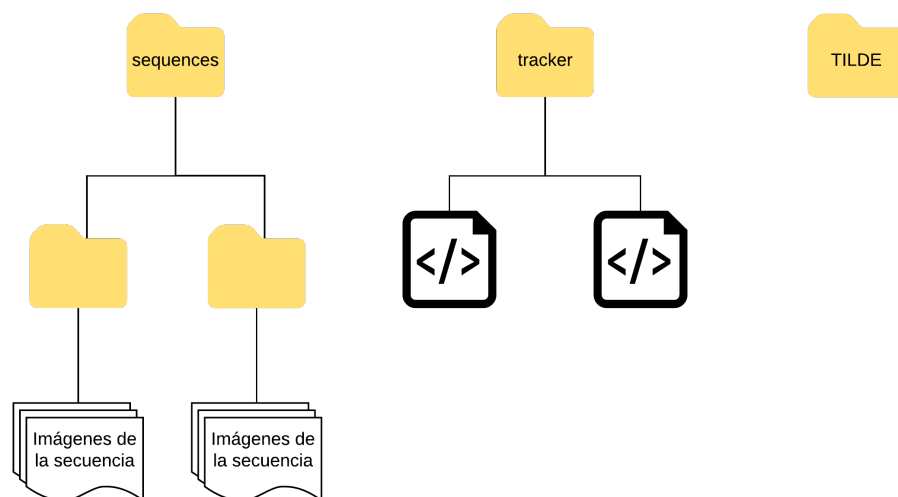 sequences
tracker
TILDE
</>
</>
Imágenes de
la secuencia
Imágenes de
la secuencia